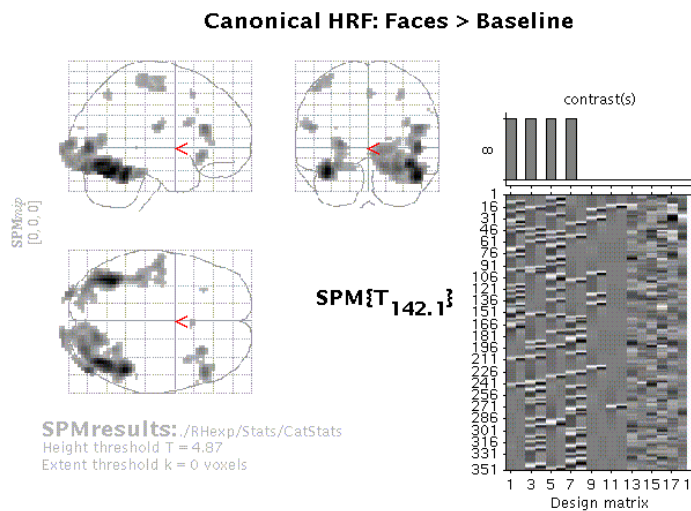 Canonical HRF: Faces > Baseline
contrast(s)
8
SPMmip
[0, 0, 0]
<
<
<
SPM{T142.1}
1
16
31
46
61
76
91
106
121
136
151
166
181
196
211
226
241
256
271
286
301
316
331
351
1 3 5 7 9 11 13 15 17 1
Design matrix
SPMresults: ./RHexp/Stats/CatStats
Height threshold T = 4.87
Extent threshold k = 0 voxels